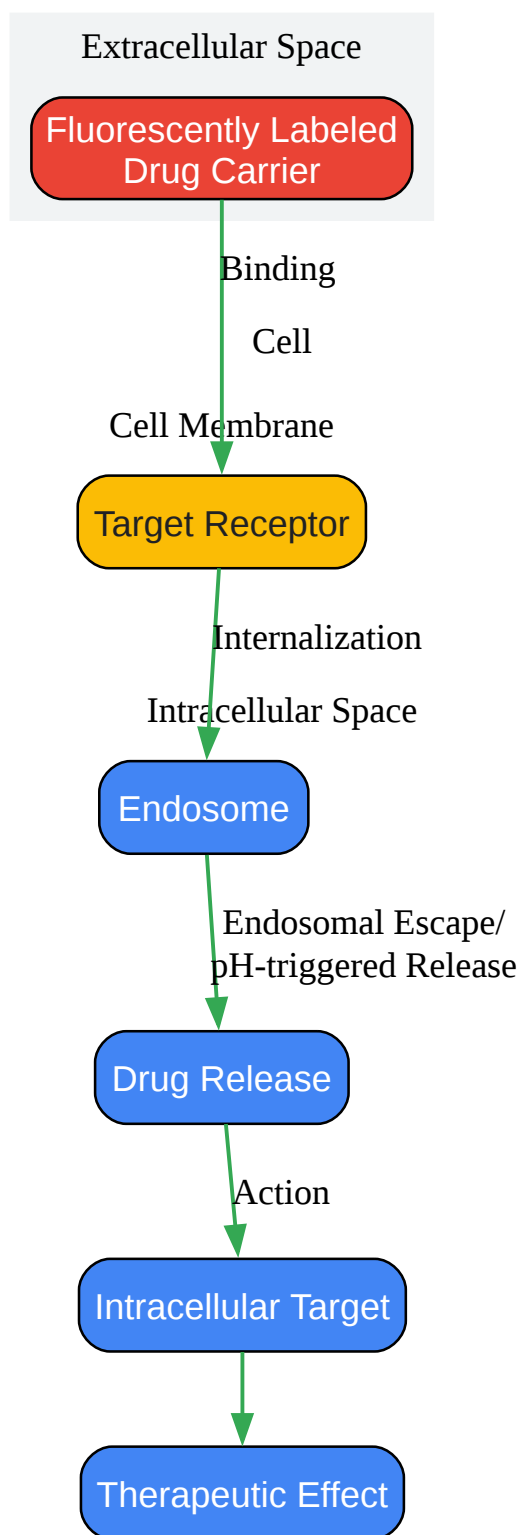 Extracellular Space
Fluorescently Labeled
Drug Carrier
Binding
Cell
Cell Membrane
Target Receptor
Internalization
Intracellular Space
Endosome
Endosomal Escape/
pH-triggered Release
Drug Release
Action
Intracellular Target
Therapeutic Effect